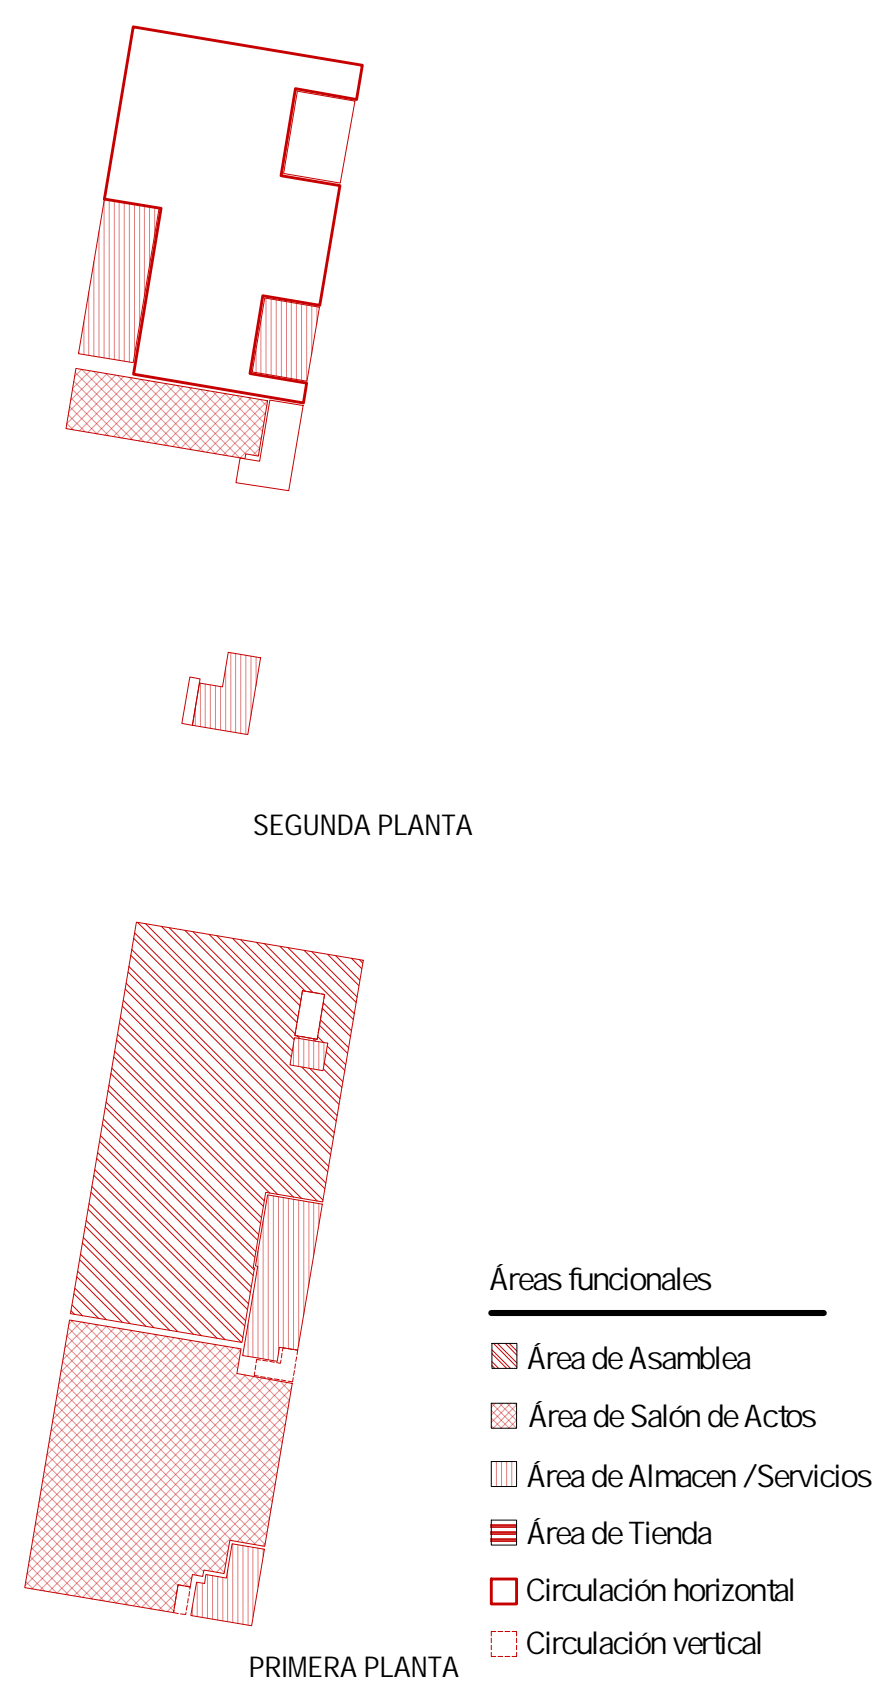 SEGUNDA PLANTA
Áreas funcionales
Área de Asamblea
Área de Salón de Actos
Área de Almacen /Servicios
Área de Tienda
Circulación horizontal
Circulación vertical
PRIMERA PLANTA